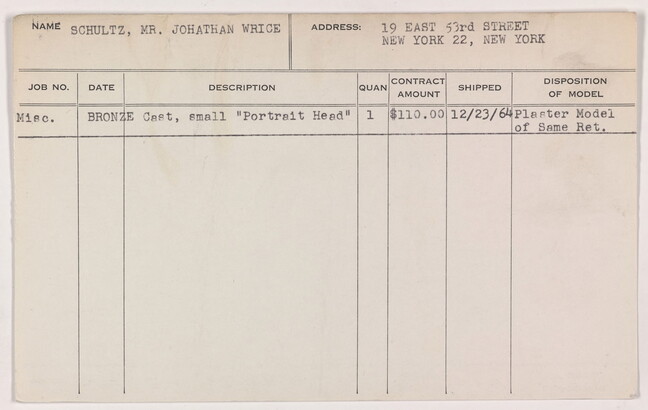 NAME SCHULTZ, MR. JOHATHAN WRICE ADDRESS: 19 EAST 53rd STREET
NEW YORK 22, NEW YORK
JOB NO. DATE DESCRIPTION QUAN CONTRACT AMOUNT SHIPPED DISPOSITION OF MODEL
Misc. BRONZE Cast, small "Portrait Head" 1 $110.00 12/23/64 Plaster Model
of Same Ret.